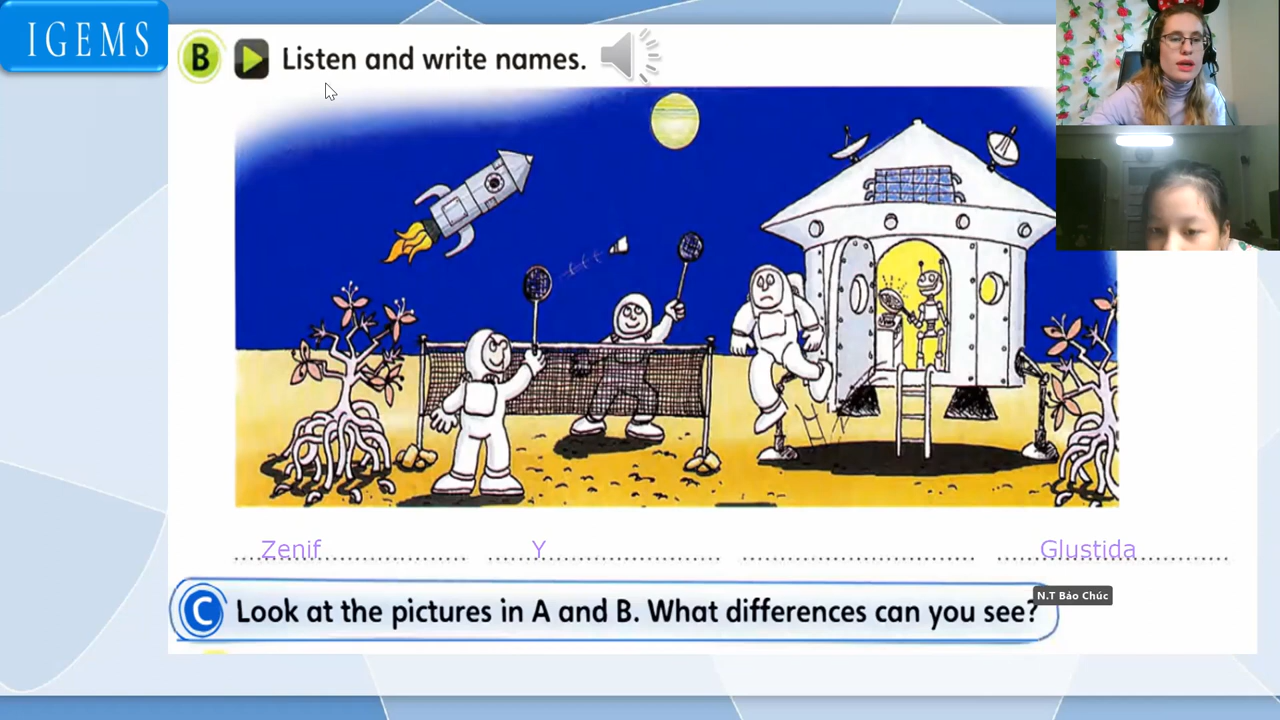 IGEMS
B Listen and write names.
Zenif Y Glustida
N.T Bảo Chúc
C Look at the pictures in A and B. What differences can you see?